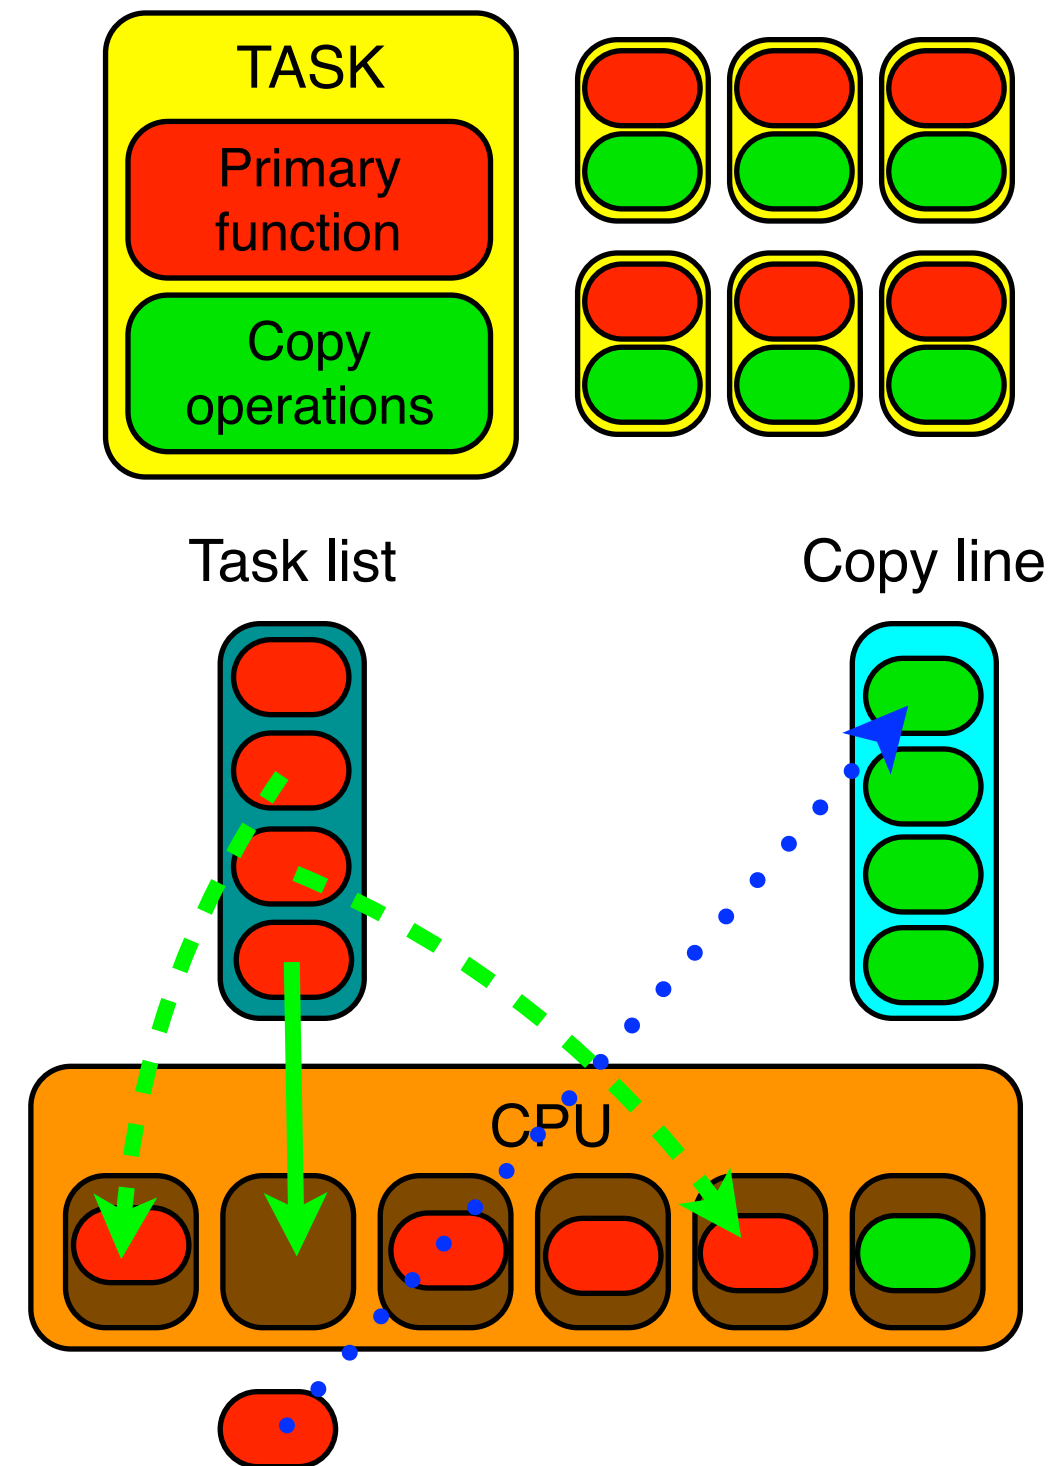 TASK
Primary
function
Copy
operations
Task list
Copy line
CPU